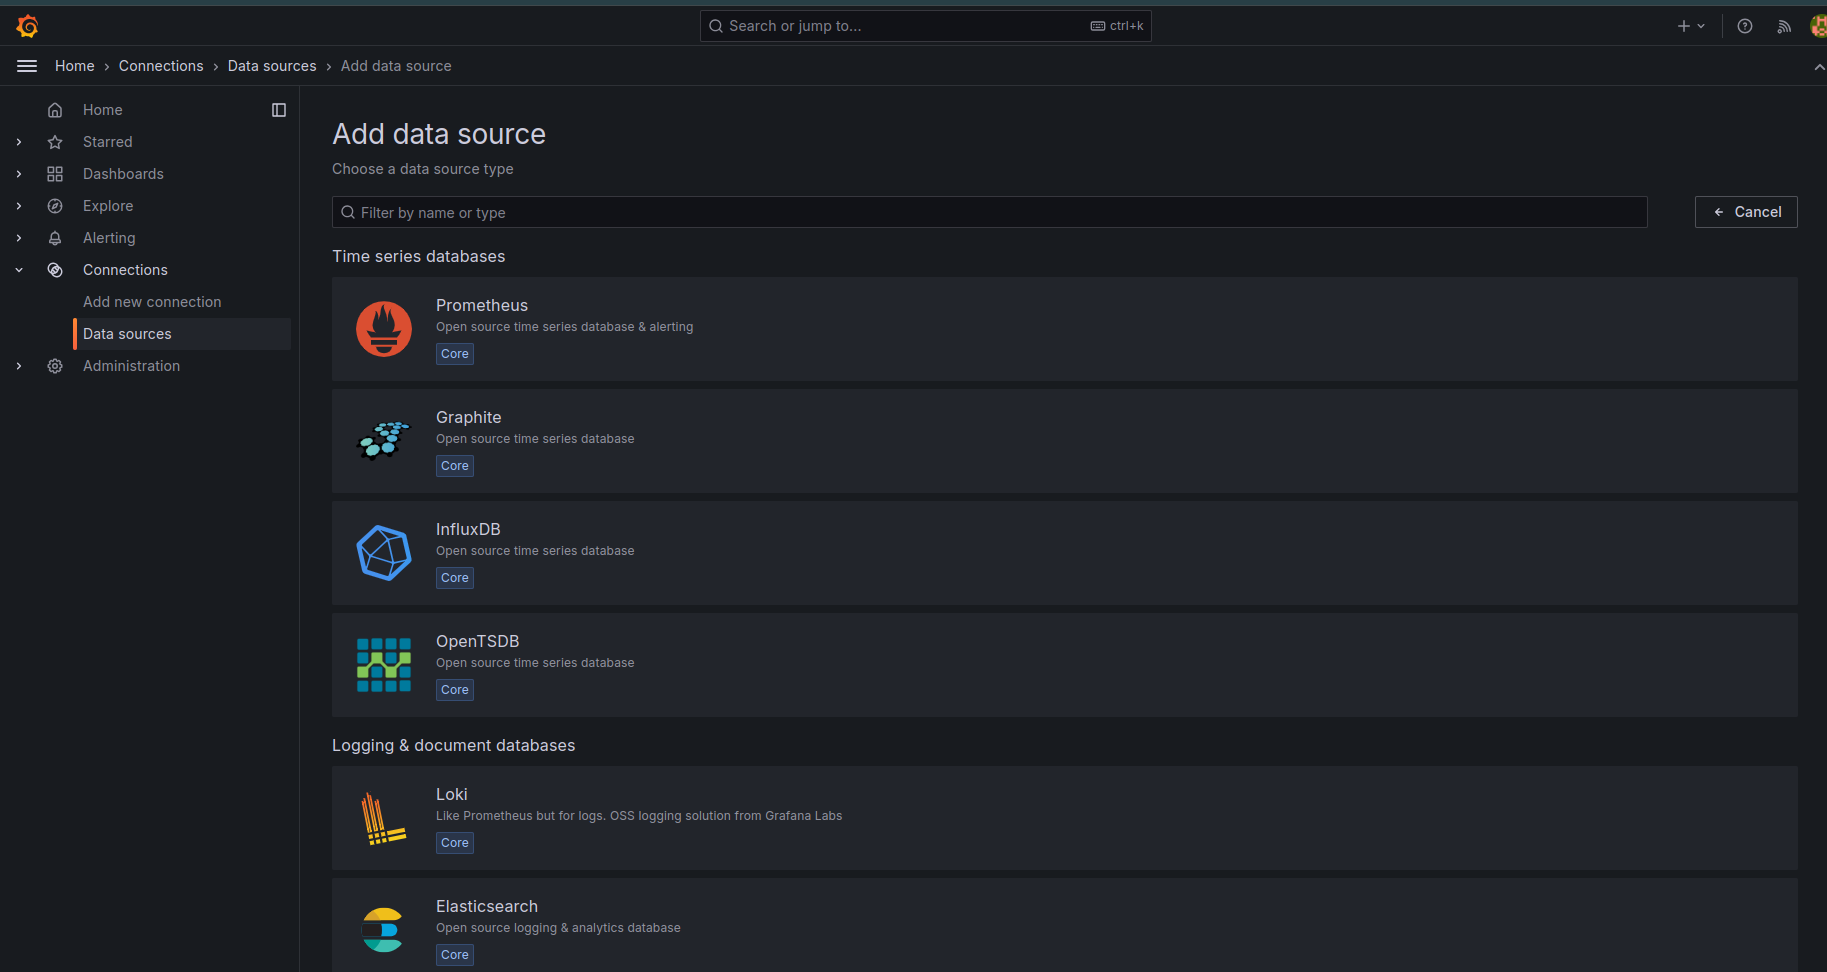 Search or jump to...
ctrl+k
Home › Connections › Data sources › Add data source
Home
Starred
Dashboards
Explore
Alerting
Connections
Add new connection
Data sources
Administration
Add data source
Choose a data source type
Filter by name or type
Cancel
Time series databases
Prometheus
Open source time series database & alerting
Core
Graphite
Open source time series database
Core
InfluxDB
Open source time series database
Core
OpenTSDB
Open source time series database
Core
Logging & document databases
Loki
Like Prometheus but for logs. OSS logging solution from Grafana Labs
Core
Elasticsearch
Open source logging & analytics database
Core